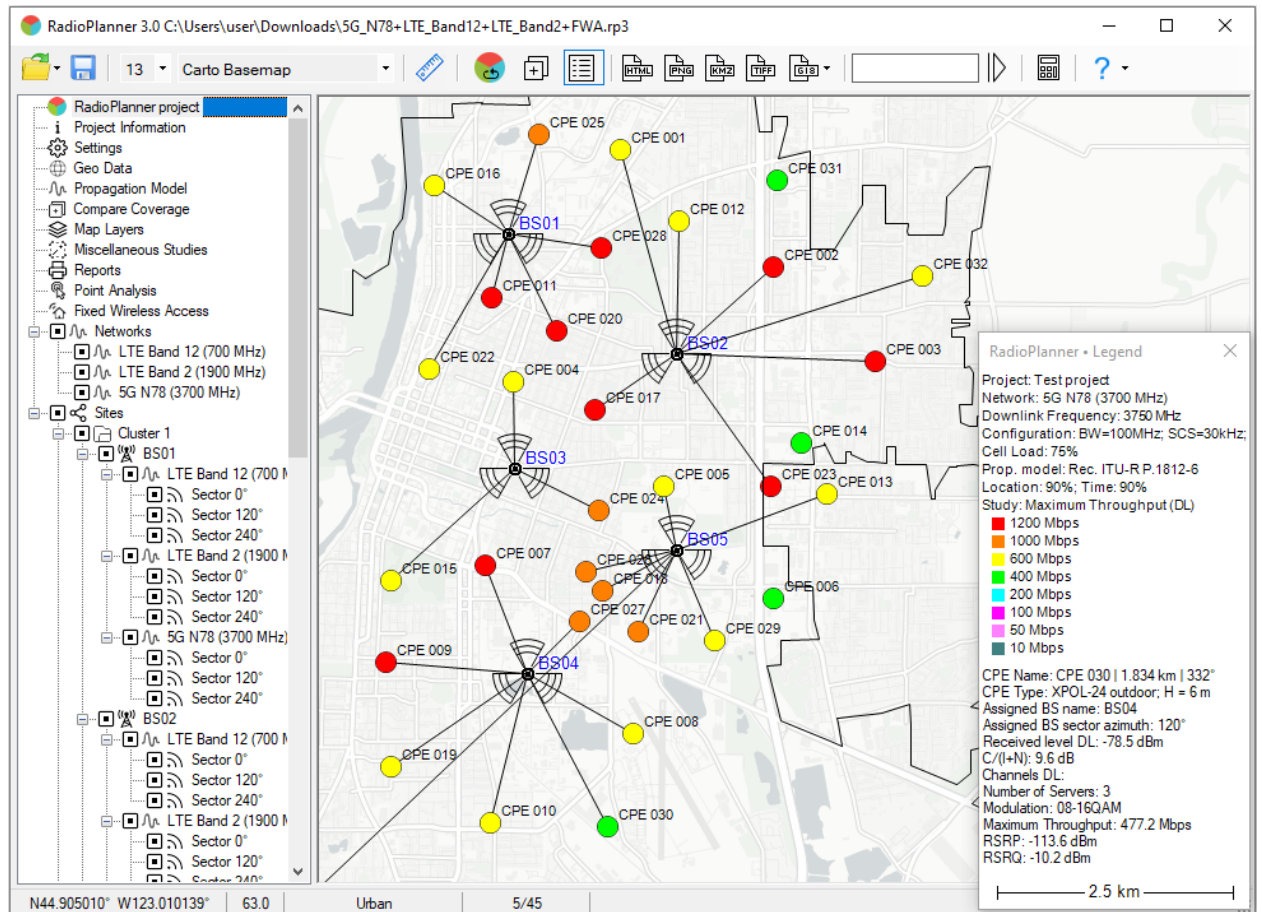 RadioPlanner 3.0 C:\Users\user\Downloads\5G_N78+LTE_Band12+LTE_Band2+FWA.rp3
13 Carto Basemap HTML PNG KMZ TIFF GIS ?
RadioPlanner project
Project Information
Settings
Geo Data
Propagation Model
Compare Coverage
Map Layers
Miscellaneous Studies
Reports
Point Analysis
Fixed Wireless Access
Networks
LTE Band 12 (700 MHz)
LTE Band 2 (1900 MHz)
5G N78 (3700 MHz)
Sites
Cluster 1
BS01
LTE Band 12 (700 M
Sector 0°
Sector 120°
Sector 240°
LTE Band 2 (1900 M
Sector 0°
Sector 120°
Sector 240°
5G N78 (3700 MHz)
Sector 0°
Sector 120°
Sector 240°
BS02
LTE Band 12 (700 M
Sector 0°
Sector 120°
Sector 240°
LTE Band 2 (1900 M
Sector 0°
Sector 120°
Sector 240°
CPE 025
CPE 001
CPE 031
CPE 016
CPE 012
BS01
CPE 028
CPE 002
CPE 032
CPE 011
CPE 020
BS02
CPE 003
CPE 022
CPE 004
CPE 017
CPE 014
BS03
CPE 005
CPE 023
CPE 013
CPE 024
BS05
CPE 007
CPE 015
CPE 018
CPE 006
CPE 027
CPE 021
CPE 029
CPE 009
BS04
CPE 008
CPE 019
CPE 010
CPE 030
RadioPlanner • Legend
Project: Test project
Network: 5G N78 (3700 MHz)
Downlink Frequency: 3750 MHz
Configuration: BW=100MHz; SCS=30kHz;
Cell Load: 75%
Prop. model: Rec. ITU-R P.1812-6
Location: 90%; Time: 90%
Study: Maximum Throughput (DL)
1200 Mbps
1000 Mbps
600 Mbps
400 Mbps
200 Mbps
100 Mbps
50 Mbps
10 Mbps
CPE Name: CPE 030 | 1.834 km | 332°
CPE Type: XPOL-24 outdoor; H = 6 m
Assigned BS name: BS04
Assigned BS sector azimuth: 120°
Received level DL: -78.5 dBm
C/(I+N): 9.6 dB
Channels DL:
Number of Servers: 3
Modulation: 08-16QAM
Maximum Throughput: 477.2 Mbps
RSRP: -113.6 dBm
RSRQ: -10.2 dBm
2.5 km
N44.905010° W123.010139° 63.0 Urban 5/45